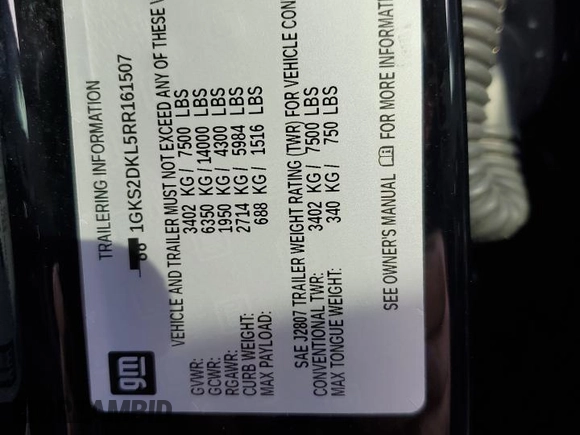 TRAILERING INFORMATION
1GKS2DKL5RR161507
VEHICLE AND TRAILER MUST NOT EXCEED ANY OF THESE
GVWR: 3402 KG / 7500 LBS
GCWR: 6350 KG / 14000 LBS
RGAWR: 1950 KG / 4300 LBS
CURB WEIGHT: 2714 KG / 5984 LBS
MAX PAYLOAD: 688 KG / 1516 LBS
SAE J2807 TRAILER WEIGHT RATING (TWR) FOR VEHICLE CON
CONVENTIONAL TWR: 3402 KG / 7500 LBS
MAX TONGUE WEIGHT: 340 KG / 750 LBS
SEE OWNER'S MANUAL FOR MORE INFORMATI
gm